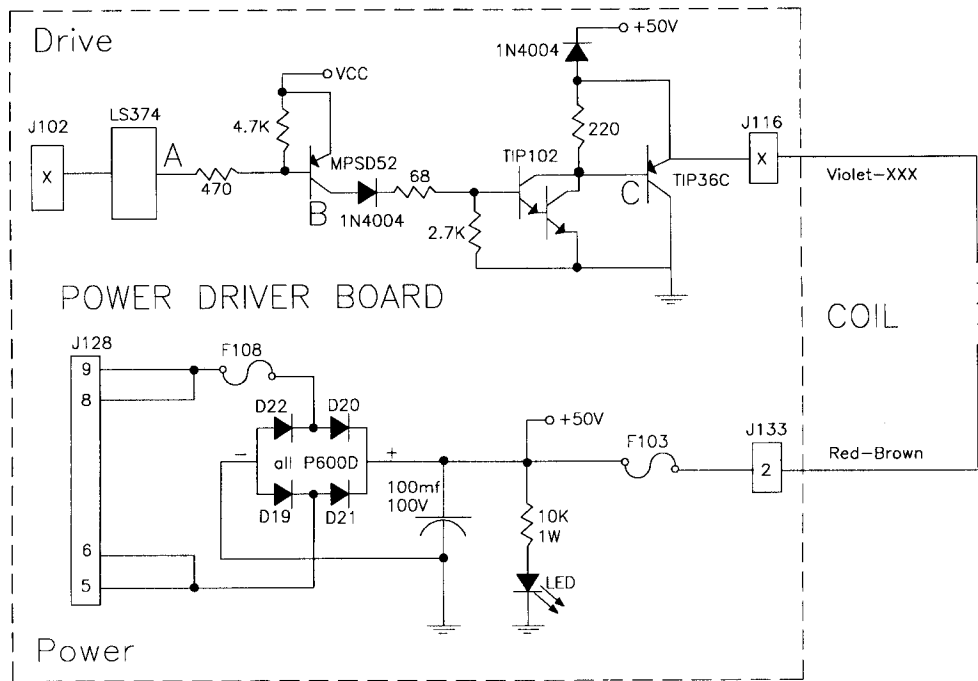 Drive
+50V
1N4004
VCC
J102
LS374
4.7K
220
J116
X
A
MPSD52
TIP102
X
470
68
C
TIP36C
Violet-XXX
B
1N4004
2.7K
POWER DRIVER BOARD
COIL
J128
F108
9
8
D22
D20
+50V
F103
J133
-
all
P600D
+
2
Red-Brown
100mf
100V
D19
D21
10K
1W
6
5
LED
Power